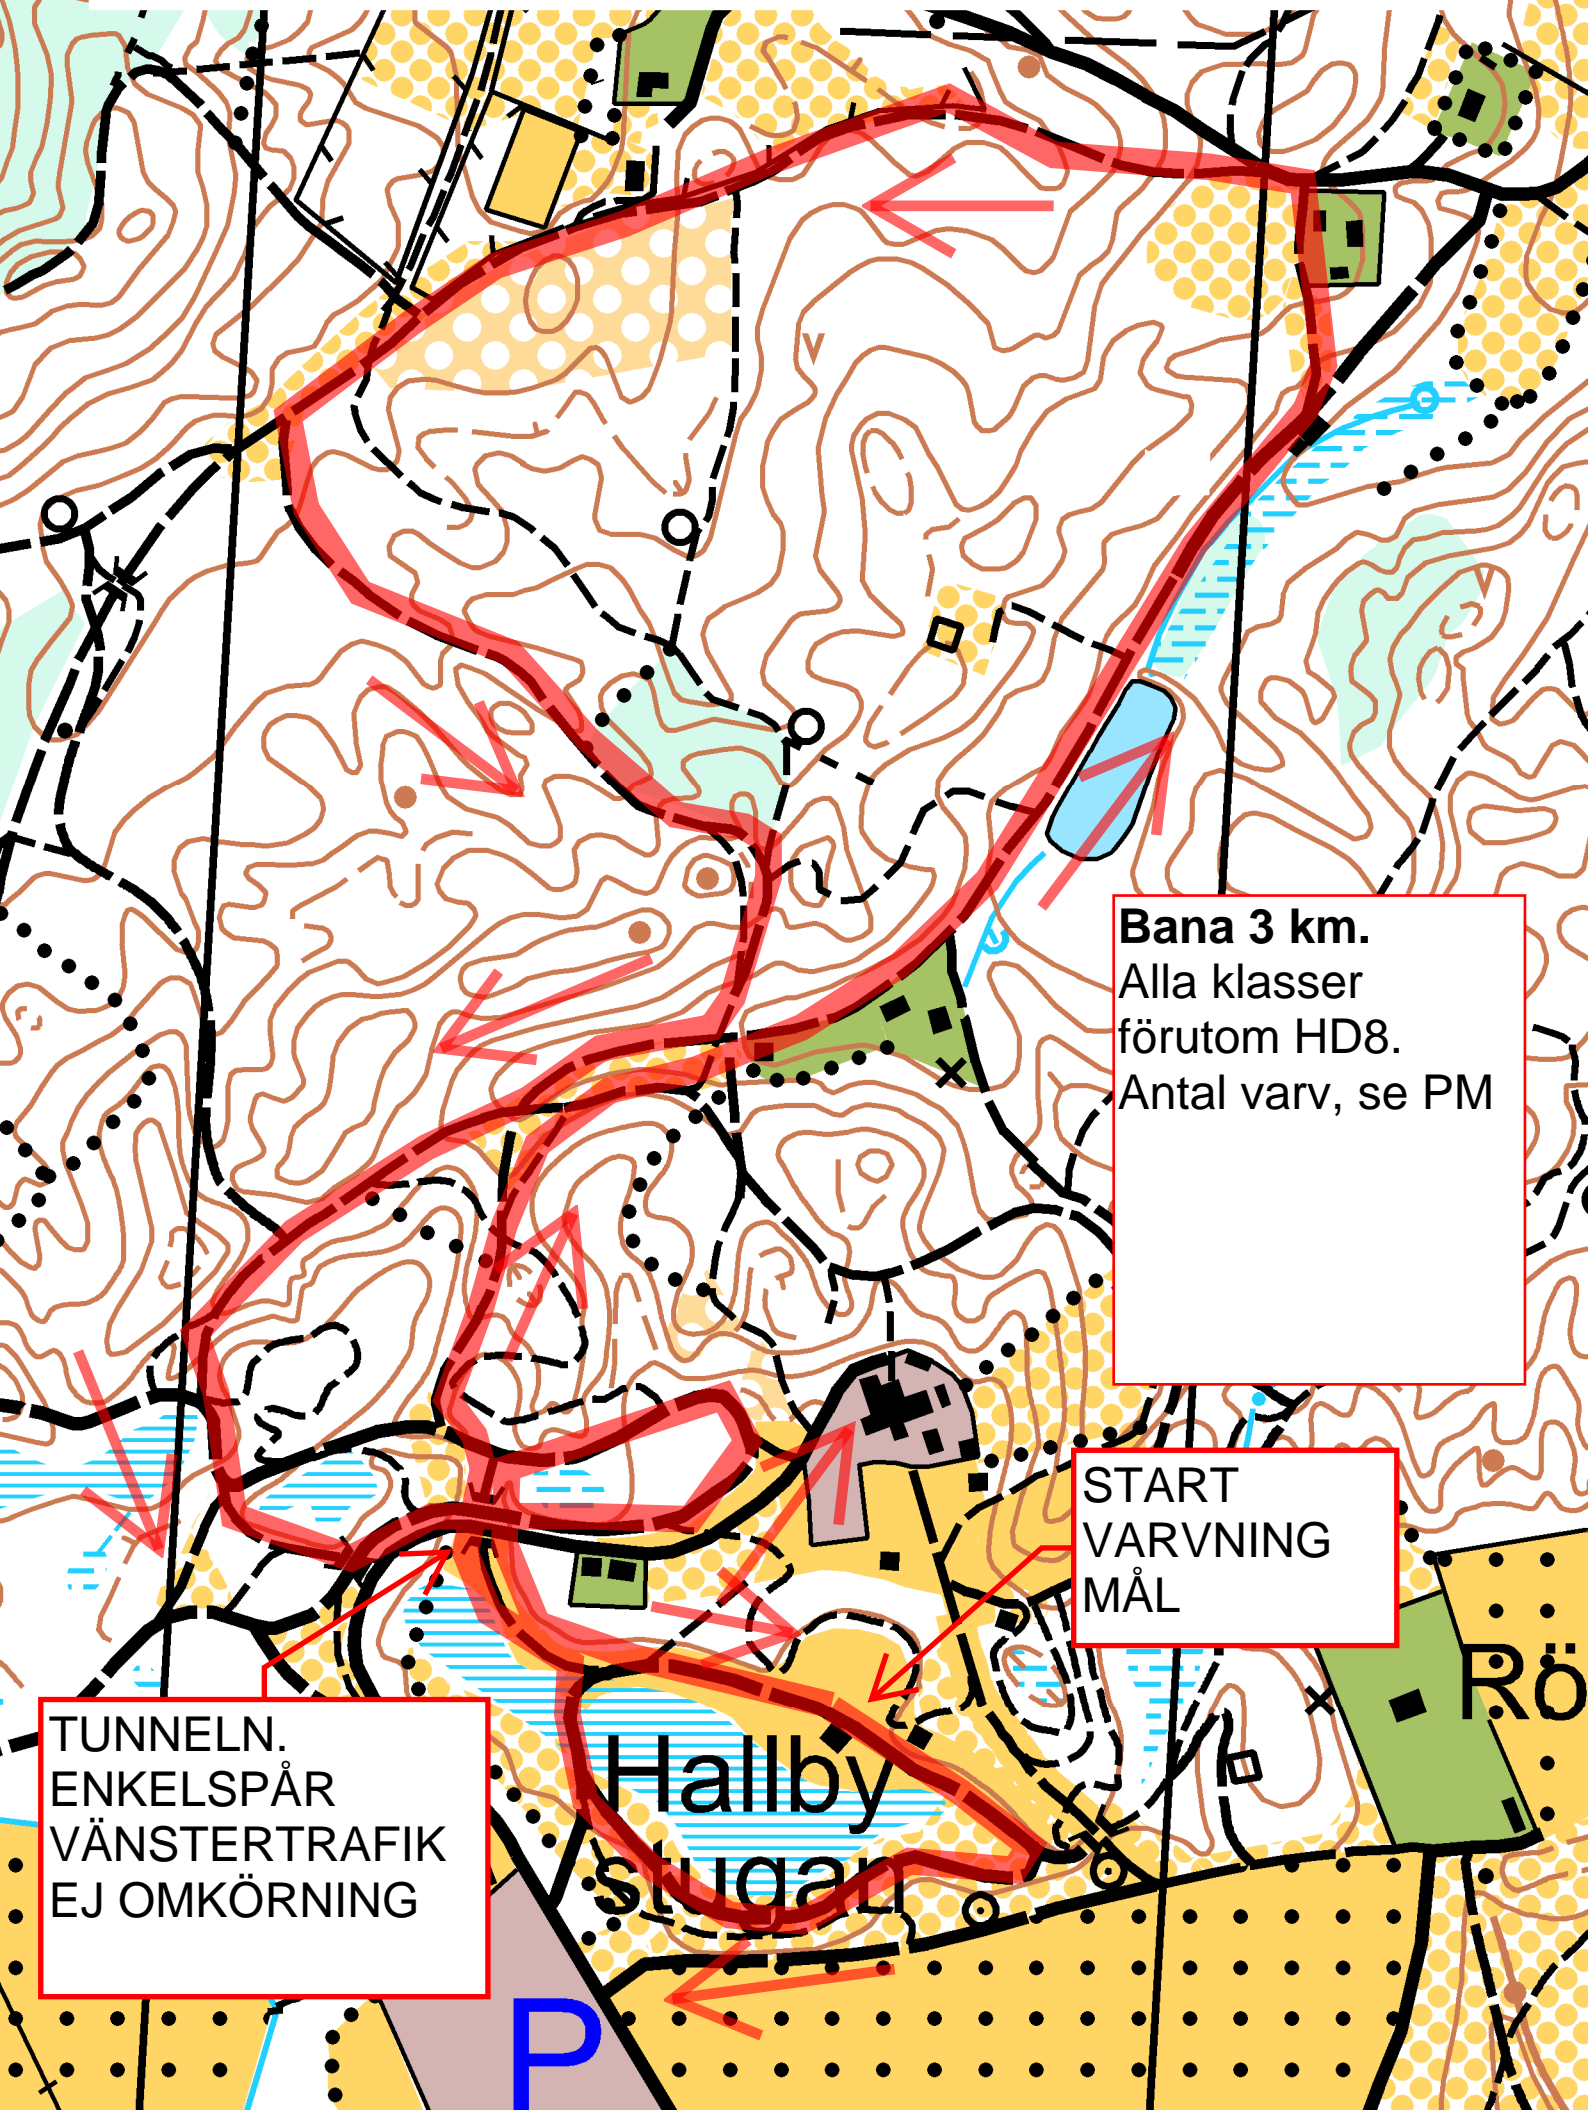 Bana 3 km.
Alla klasser
förutom HD8.
Antal varv, se PM
START
VARVNING
MÅL
Rö
TUNNELN.
ENKELSPÅR
VÄNSTERTRAFIK
EJ OMKÖRNING
Hallby
stugan
P